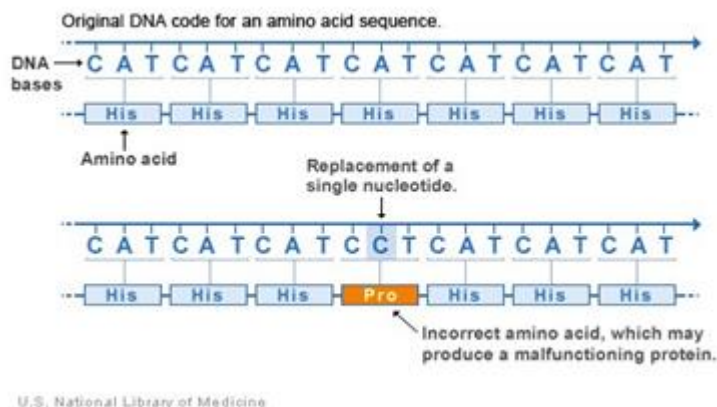 Original DNA code for an amino acid sequence.
DNA bases
C A T C A T C A T C A T C A T C A T C A T
His His His His His His His
Amino acid
Replacement of a
single nucleotide.
C A T C A T C A T C C T C A T C A T C A T
His His His Pro His His His
Incorrect amino acid, which may
produce a malfunctioning protein.
U.S. National Library of Medicine